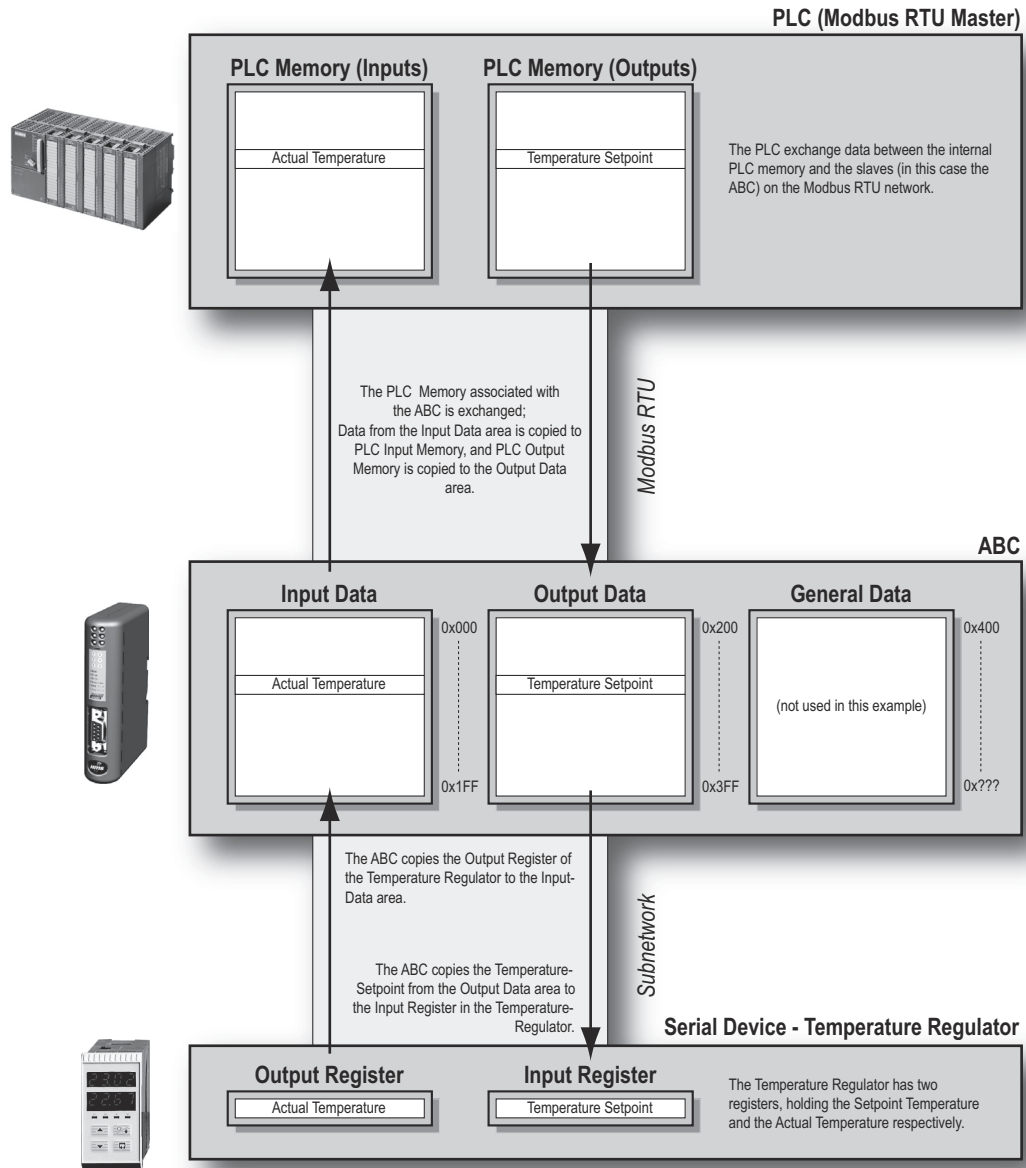 PLC (Modbus RTU Master)
PLC Memory (Inputs)
Actual Temperature
PLC Memory (Outputs)
Temperature Setpoint
The PLC exchange data between the internal
PLC memory and the slaves (in this case the
ABC) on the Modbus RTU network.
The PLC Memory associated with
the ABC is exchanged;
Data from the Input Data area is copied to
PLC Input Memory, and PLC Output
Memory is copied to the Output Data
area.
Modbus RTU
ABC
Input Data
Actual Temperature
0x000
0x1FF
Output Data
Temperature Setpoint
0x200
0x3FF
General Data
(not used in this example)
0x400
0x???
The ABC copies the Output Register of
the Temperature Regulator to the Input-
Data area.
The ABC copies the Temperature-
Setpoint from the Output Data area to
the Input Register in the Temperature-
Regulator.
Subnetwork
Serial Device - Temperature Regulator
Output Register
Actual Temperature
Input Register
Temperature Setpoint
The Temperature Regulator has two
registers, holding the Setpoint Temperature
and the Actual Temperature respectively.